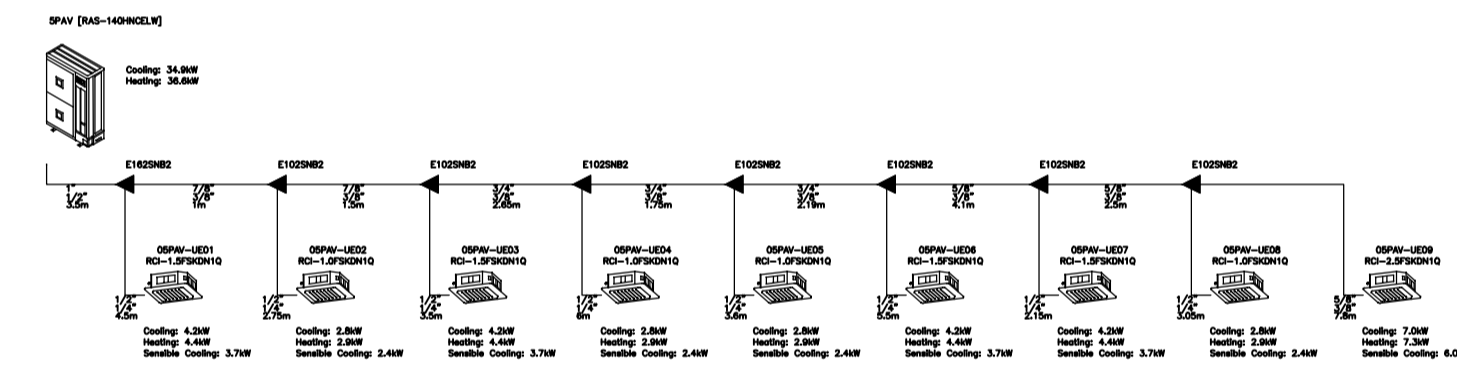 5PAV [RAS-140HNCELW]
Cooling: 34.9kW
Heating: 36.6kW
E162SNB2
E102SNB2
E102SNB2
E102SNB2
E102SNB2
E102SNB2
E102SNB2
E102SNB2
1"
1/2"
3.5m
7/8"
3/8"
1m
7/8"
3/8"
1.5m
3/4"
3/8"
2.65m
3/4"
3/8"
1.75m
3/4"
3/8"
2.19m
5/8"
3/8"
4.1m
5/8"
3/8"
2.5m
05PAV-UE01
RCI-1.5FSKDN1Q
1/2"
1/4"
4.5m
Cooling: 4.2kW
Heating: 4.4kW
Sensible Cooling: 3.7kW
05PAV-UE02
RCI-1.0FSKDN1Q
1/2"
1/4"
2.75m
Cooling: 2.8kW
Heating: 2.9kW
Sensible Cooling: 2.4kW
05PAV-UE03
RCI-1.5FSKDN1Q
1/2"
1/4"
3.5m
Cooling: 4.2kW
Heating: 4.4kW
Sensible Cooling: 3.7kW
05PAV-UE04
RCI-1.0FSKDN1Q
1/2"
1/4"
6m
Cooling: 2.8kW
Heating: 2.9kW
Sensible Cooling: 2.4kW
05PAV-UE05
RCI-1.0FSKDN1Q
1/2"
1/4"
3.6m
Cooling: 2.8kW
Heating: 2.9kW
Sensible Cooling: 2.4kW
05PAV-UE06
RCI-1.5FSKDN1Q
1/2"
1/4"
5.5m
Cooling: 4.2kW
Heating: 4.4kW
Sensible Cooling: 3.7kW
05PAV-UE07
RCI-1.5FSKDN1Q
1/2"
1/4"
2.15m
Cooling: 4.2kW
Heating: 4.4kW
Sensible Cooling: 3.7kW
05PAV-UE08
RCI-1.0FSKDN1Q
1/2"
1/4"
3.05m
Cooling: 2.8kW
Heating: 2.9kW
Sensible Cooling: 2.4kW
05PAV-UE09
RCI-2.5FSKDN1Q
5/8"
3/8"
7.8m
Cooling: 7.0kW
Heating: 7.3kW
Sensible Cooling: 6.0